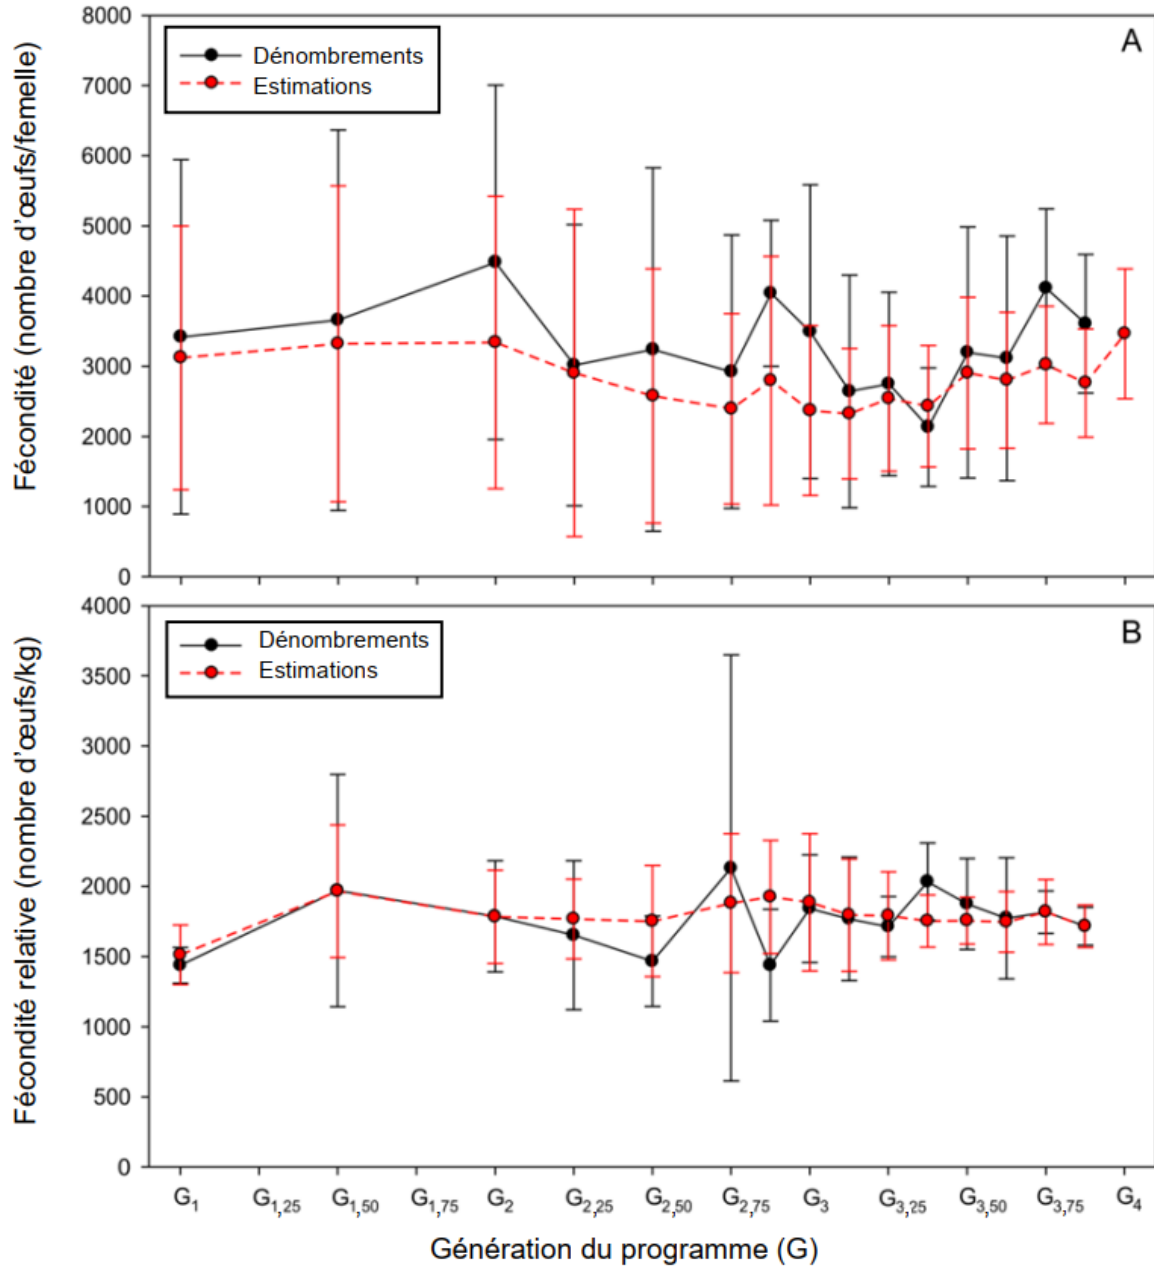 A
Dénombrements
Estimations
Fécondité (nombre d'œufs/femelle)
8000
7000
6000
5000
4000
3000
2000
1000
0
B
Dénombrements
Estimations
Fécondité relative (nombre d'œufs/kg)
4000
3500
3000
2500
2000
1500
1000
500
0
G1 G1,25 G1,50 G1,75 G2 G2,25 G2,50 G2,75 G3 G3,25 G3,50 G3,75 G4
Génération du programme (G)